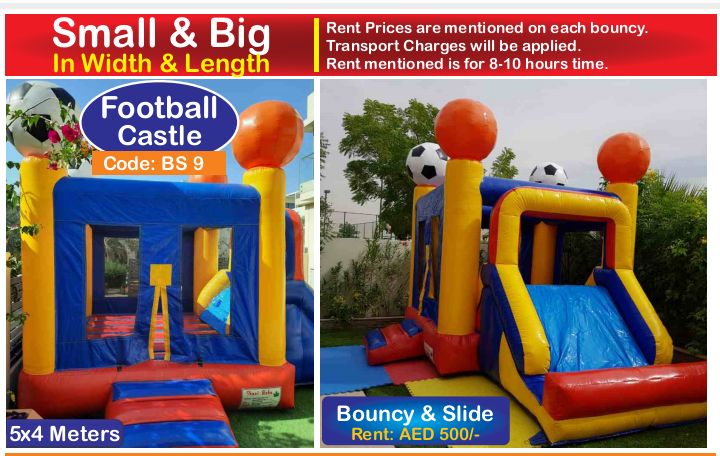 Small & Big
In Width & Length
Rent Prices are mentioned on each bouncy.
Transport Charges will be applied.
Rent mentioned is for 8-10 hours time.
Football
Castle
Code: BS 9
5x4 Meters
Bouncy & Slide
Rent: AED 500/-